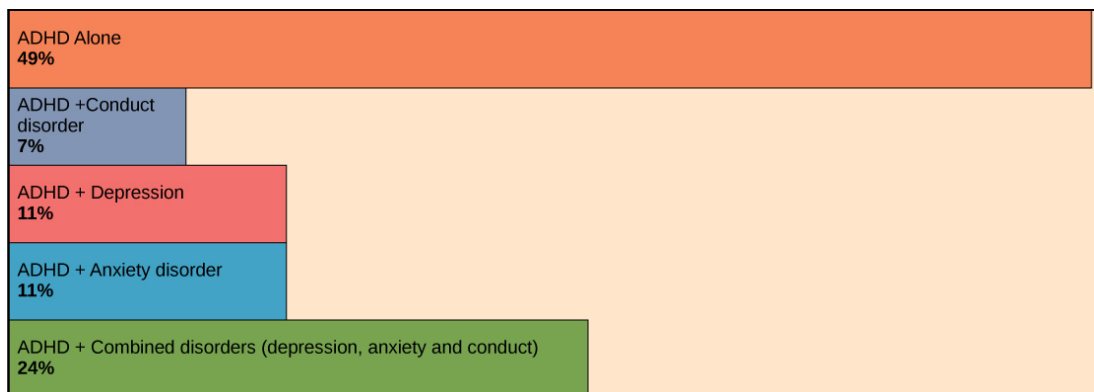 ADHD Alone
49%
ADHD +Conduct
disorder
7%
ADHD + Depression
11%
ADHD + Anxiety disorder
11%
ADHD + Combined disorders (depression, anxiety and conduct)
24%